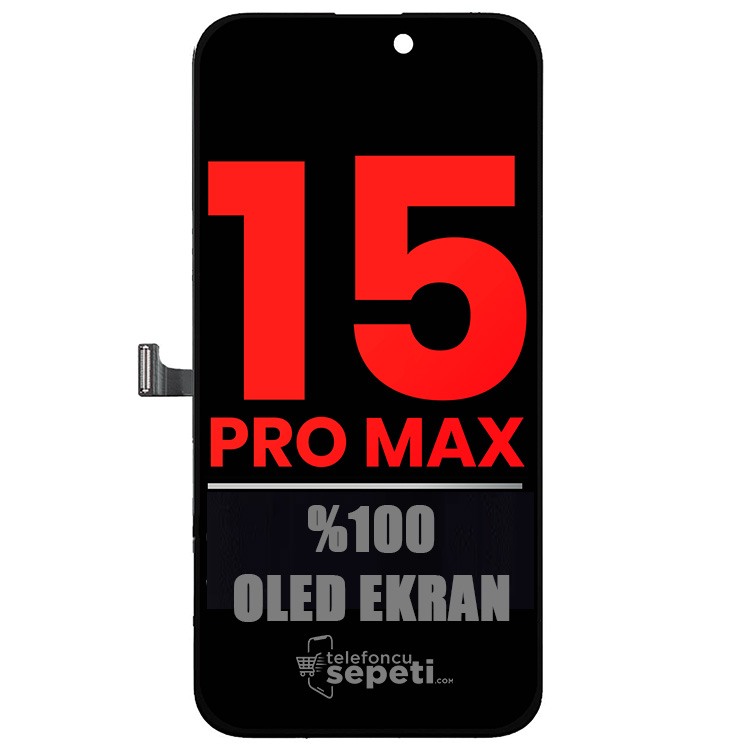 15
PRO MAX
%100
OLED EKRAN
telefoncu
sepeti.COM